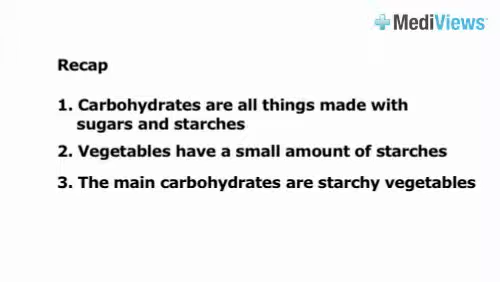 MediViews
Recap
1. Carbohydrates are all things made with
sugars and starches
2. Vegetables have a small amount of starches
3. The main carbohydrates are starchy vegetables